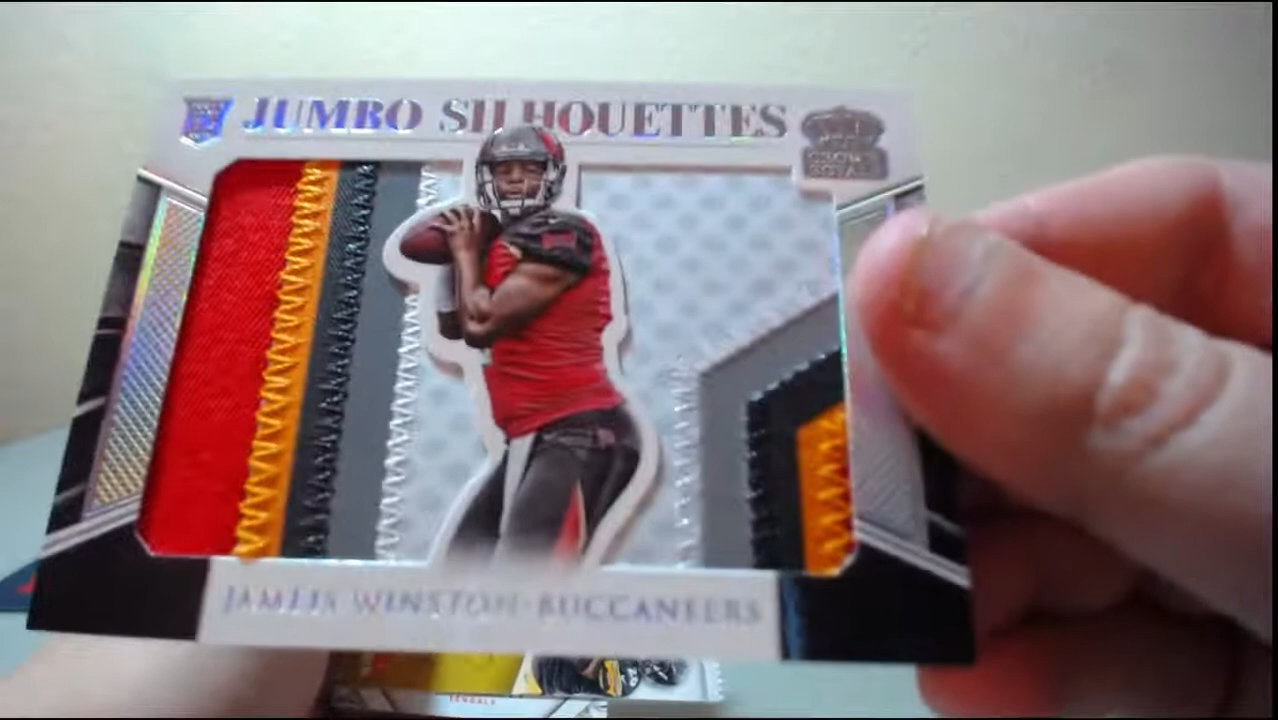 JUMBO SILHOUETTES
CROWN
ROYALE
JAMEIS WINSTON · BUCCANEERS